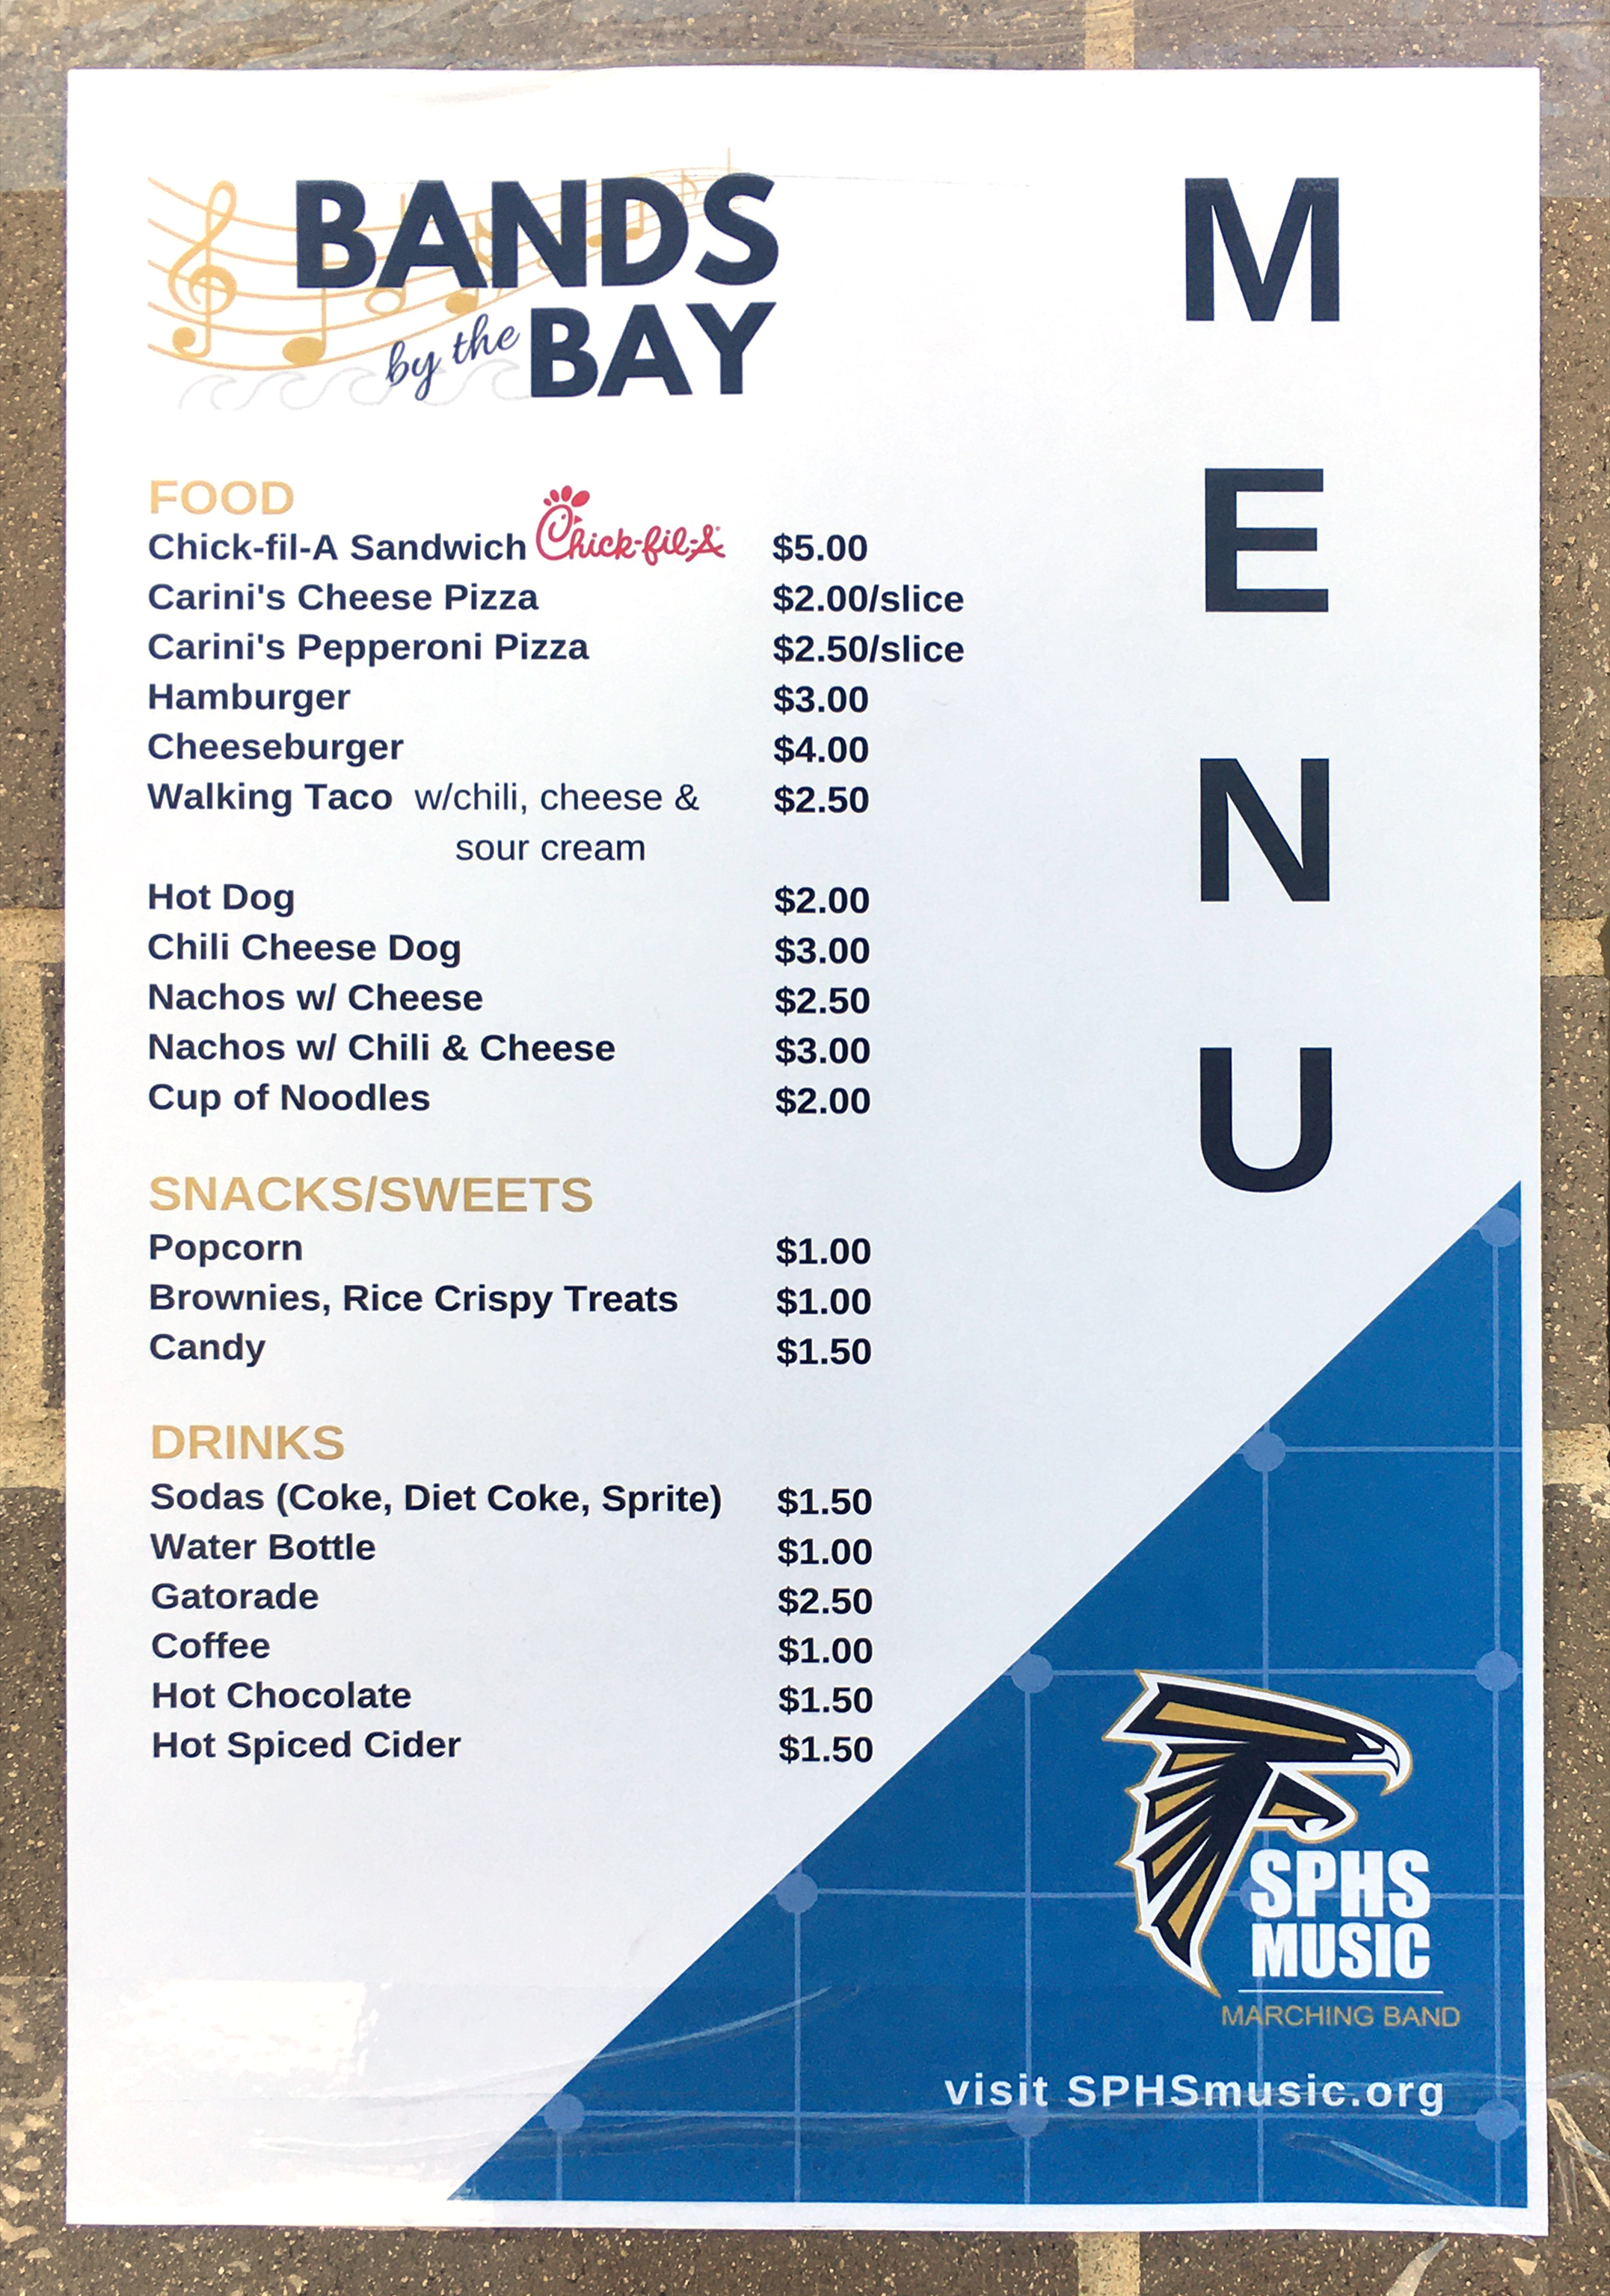 BANDS
by the BAY
MENU
FOOD
Chick-fil-A Sandwich Chick-fil-A $5.00
Carini's Cheese Pizza $2.00/slice
Carini's Pepperoni Pizza $2.50/slice
Hamburger $3.00
Cheeseburger $4.00
Walking Taco w/chili, cheese & $2.50
sour cream
Hot Dog $2.00
Chili Cheese Dog $3.00
Nachos w/ Cheese $2.50
Nachos w/ Chili & Cheese $3.00
Cup of Noodles $2.00
SNACKS/SWEETS
Popcorn $1.00
Brownies, Rice Crispy Treats $1.00
Candy $1.50
DRINKS
Sodas (Coke, Diet Coke, Sprite) $1.50
Water Bottle $1.00
Gatorade $2.50
Coffee $1.00
Hot Chocolate $1.50
Hot Spiced Cider $1.50
SPHS
MUSIC
MARCHING BAND
visit SPHSmusic.org